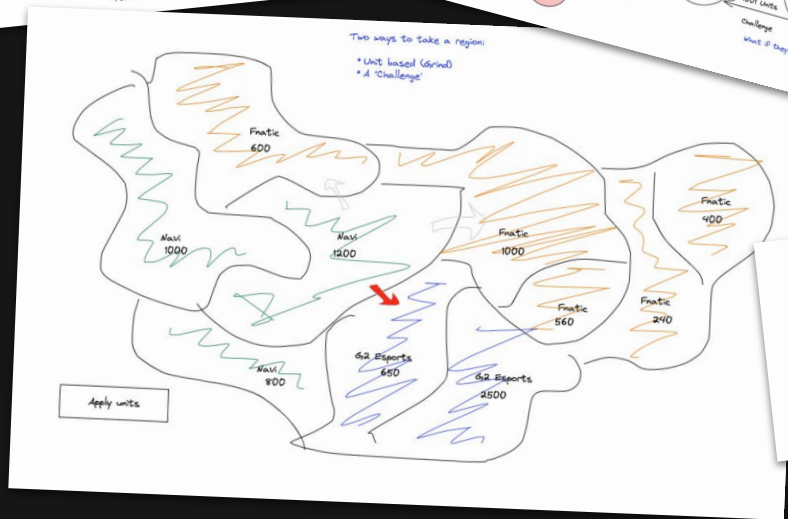 Two ways to take a region:
• Unit based (Grind)
• A 'Challenge'
Units
Challenge
What if they
Fnatic
600
Navi
1000
Navi
1200
Fnatic
1000
Fnatic
400
Fnatic
560
Fnatic
240
Navi
800
G2 Esports
650
G2 Esports
2500
Apply units